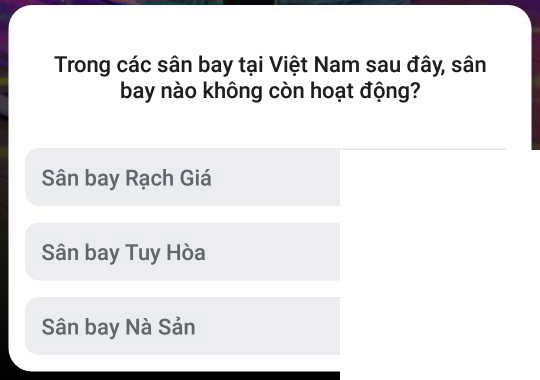 Trong các sân bay tại Việt Nam sau đây, sân
bay nào không còn hoạt động?
Sân bay Rạch Giá
Sân bay Tuy Hòa
Sân bay Nà Sản